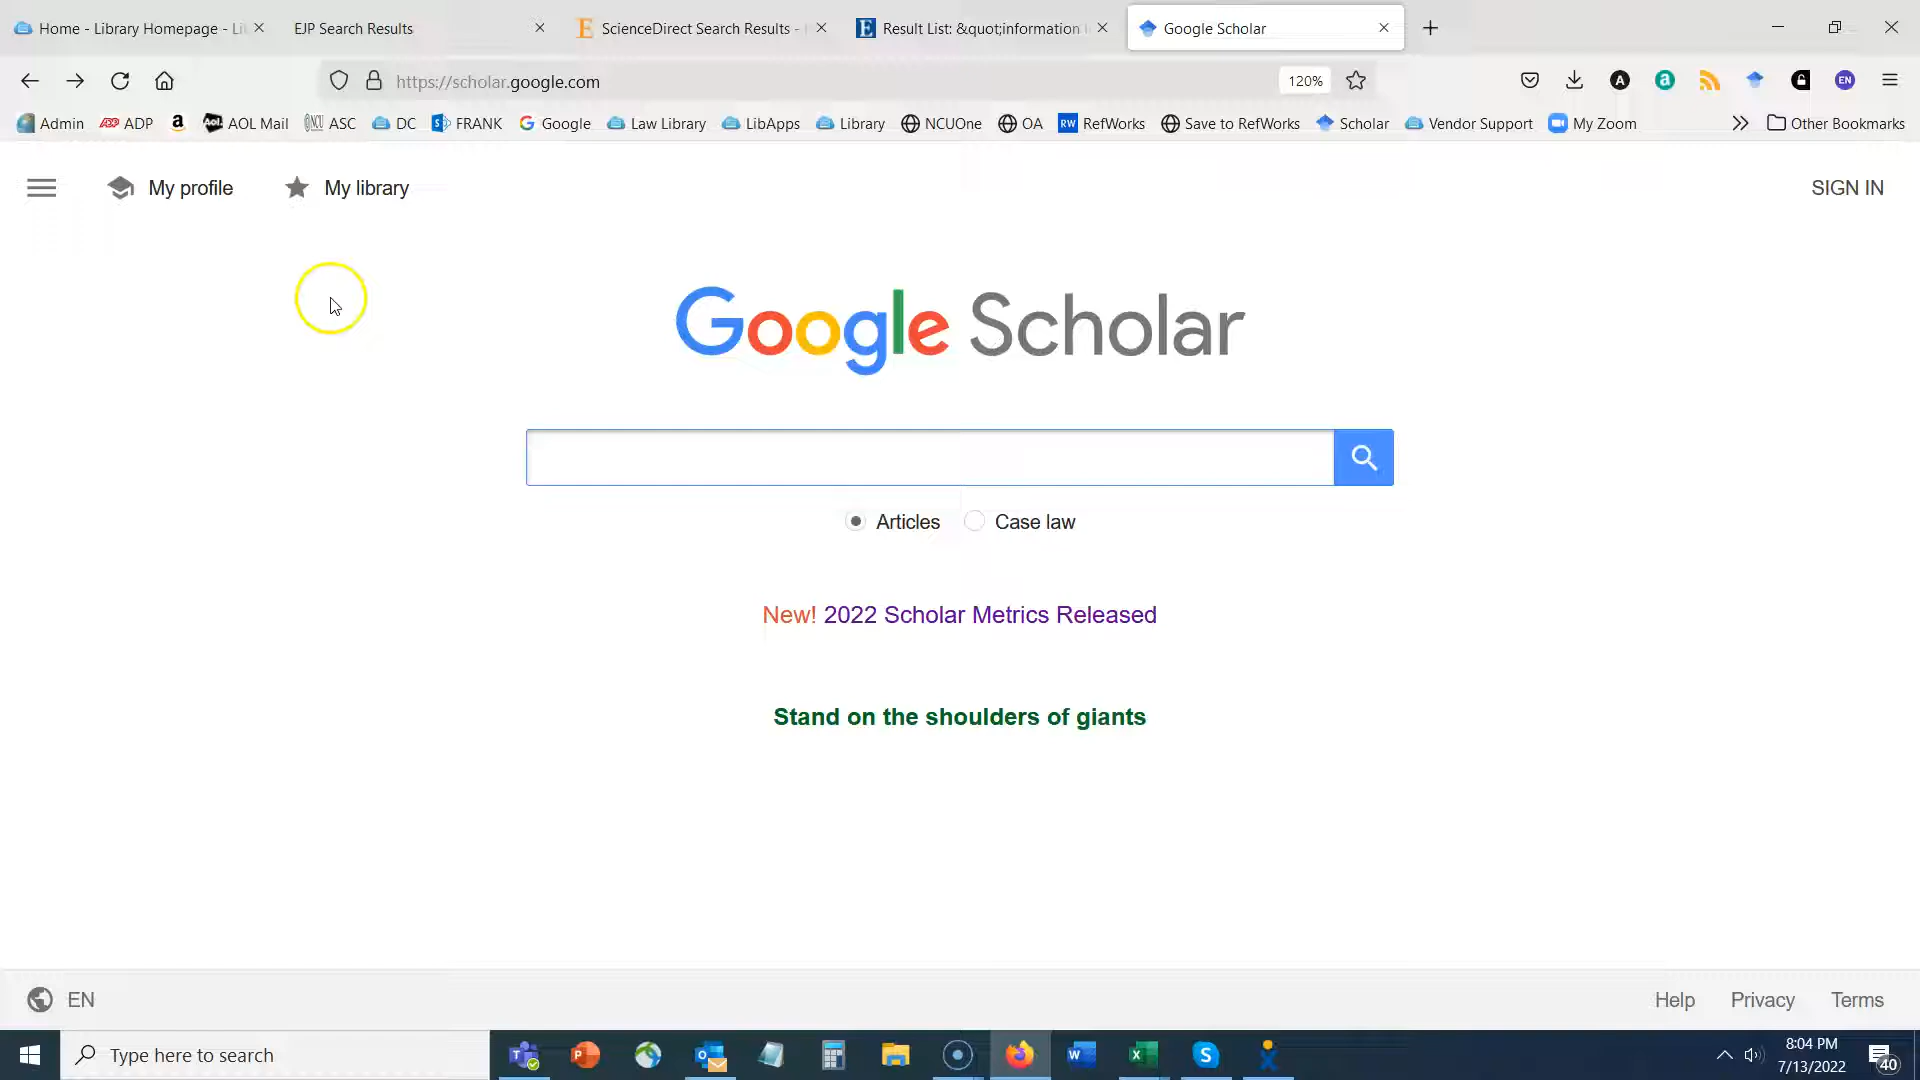 Home - Library Homepage - Li
EJP Search Results
ScienceDirect Search Results -
Result List: &quot;information
Google Scholar
https://scholar.google.com
120%
EN
Admin
ADP
AOL Mail
ASC
DC
FRANK
Google
Law Library
LibApps
Library
NCUOne
OA
RefWorks
Save to RefWorks
Scholar
Vendor Support
My Zoom
Other Bookmarks
My profile
My library
SIGN IN
Google Scholar
Articles
Case law
New! 2022 Scholar Metrics Released
Stand on the shoulders of giants
EN
Help
Privacy
Terms
Type here to search
8:04 PM
7/13/2022
40